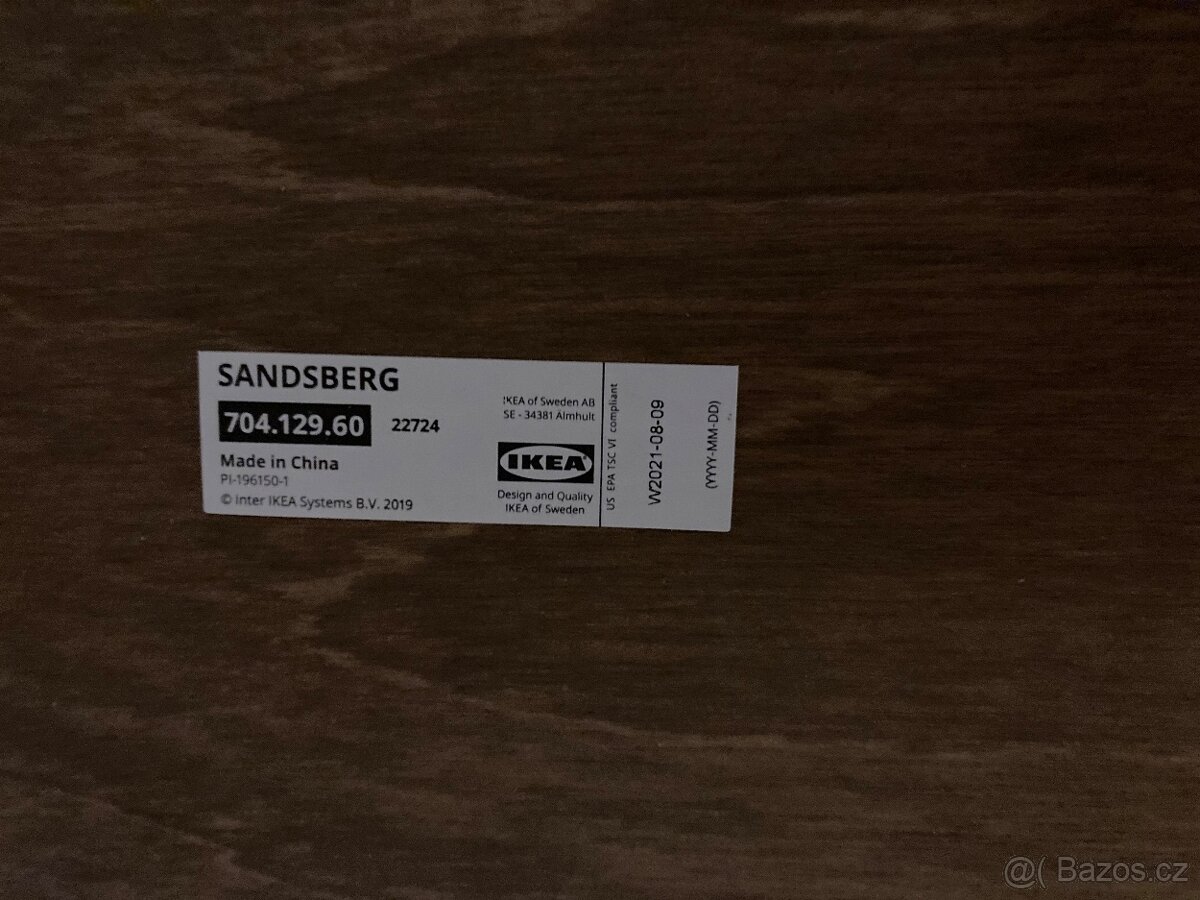 SANDSBERG
704.129.60 22724
Made in China
PI-196150-1
© Inter IKEA Systems B.V. 2019
IKEA of Sweden AB
SE - 34381 Älmhult
IKEA
Design and Quality
IKEA of Sweden
US EPA TSC VI compliant
W2021-08-09
(YYYY-MM-DD)
@( Bazos.cz